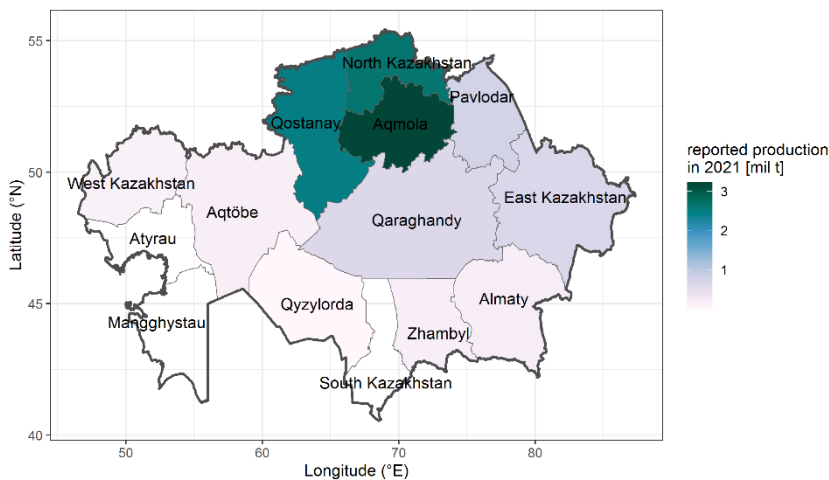 55
50
45
40
50
60
70
80
Latitude (°N)
Longitude (°E)
North Kazakhstan
Pavlodar
Qostanay
Aqmola
West Kazakhstan
Aqtöbe
Qaraghandy
East Kazakhstan
Atyrau
Mangghystau
Qyzylorda
Almaty
Zhambyl
South Kazakhstan
reported production
in 2021 [mil t]
3
2
1